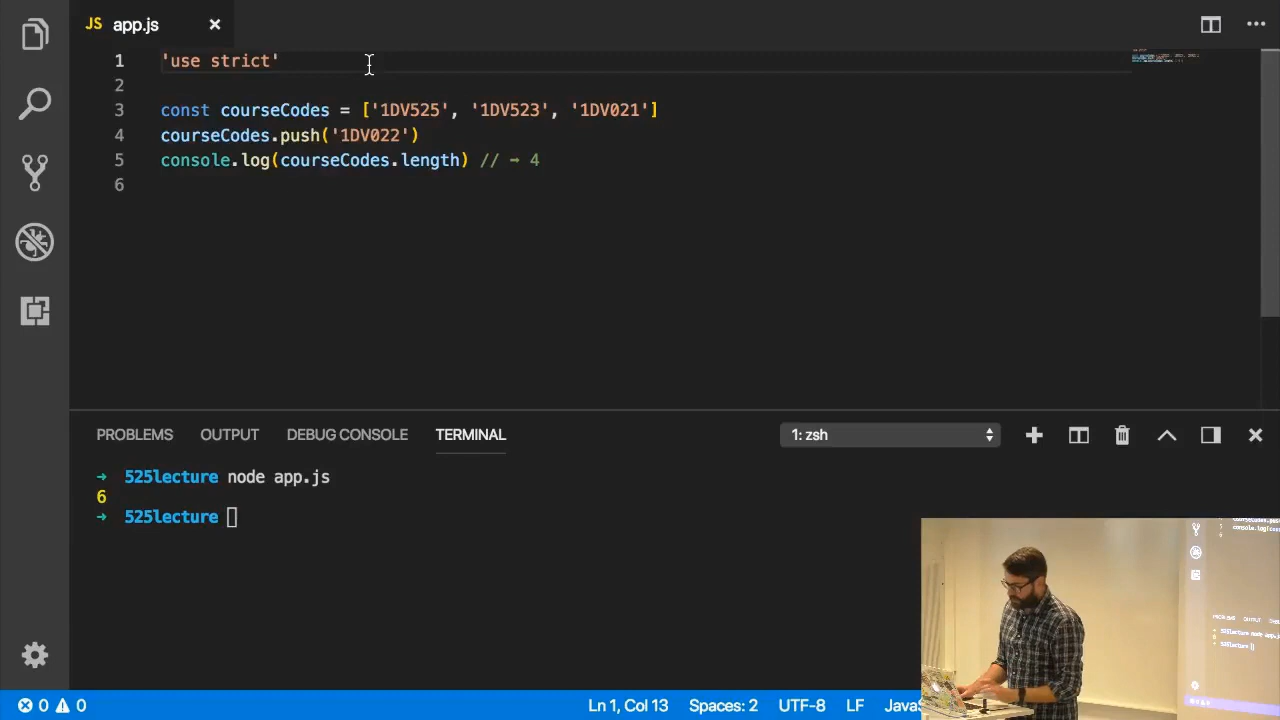 JS app.js
1 'use strict'
2
3 const courseCodes = ['1DV525', '1DV523', '1DV021']
4 courseCodes.push('1DV022')
5 console.log(courseCodes.length) // → 4
6
PROBLEMS OUTPUT DEBUG CONSOLE TERMINAL 1: zsh
→ 525lecture node app.js
6
→ 525lecture
0 0 Ln 1, Col 13 Spaces: 2 UTF-8 LF